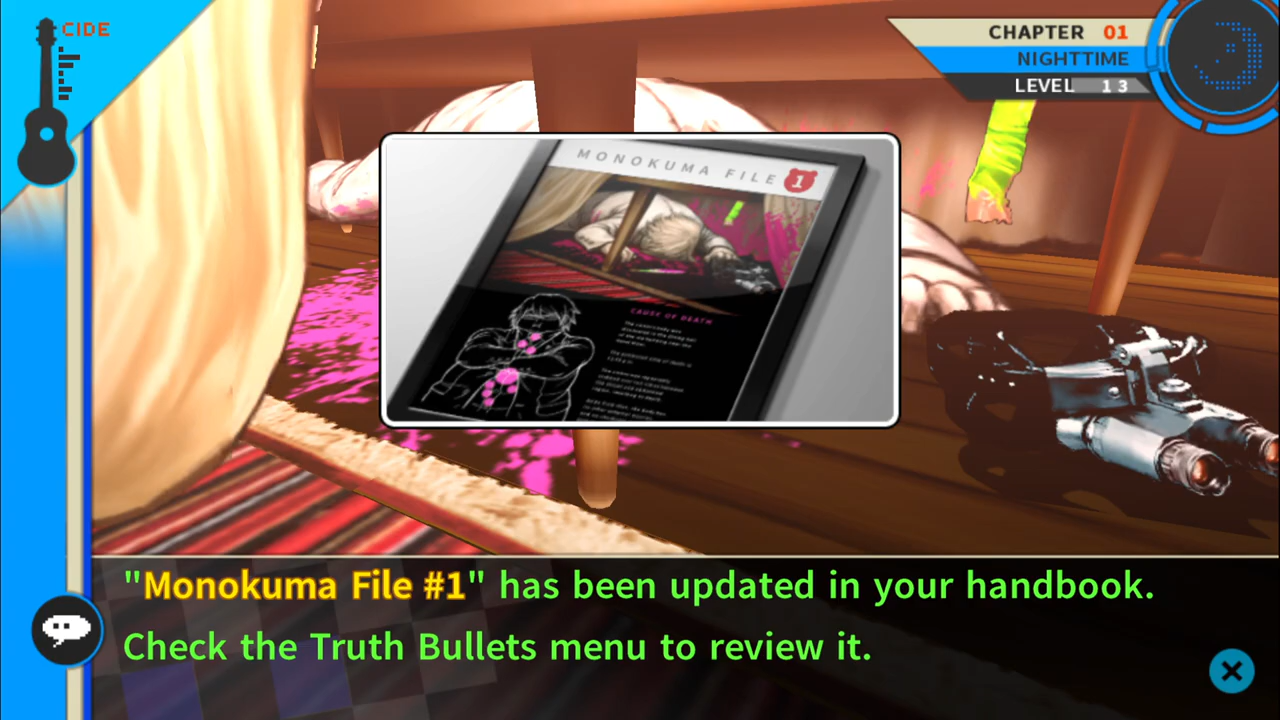 CIDE
CHAPTER 01
NIGHTTIME
LEVEL 13
MONOKUMA FILE 1
CAUSE OF DEATH
"Monokuma File #1" has been updated in your handbook.
Check the Truth Bullets menu to review it.